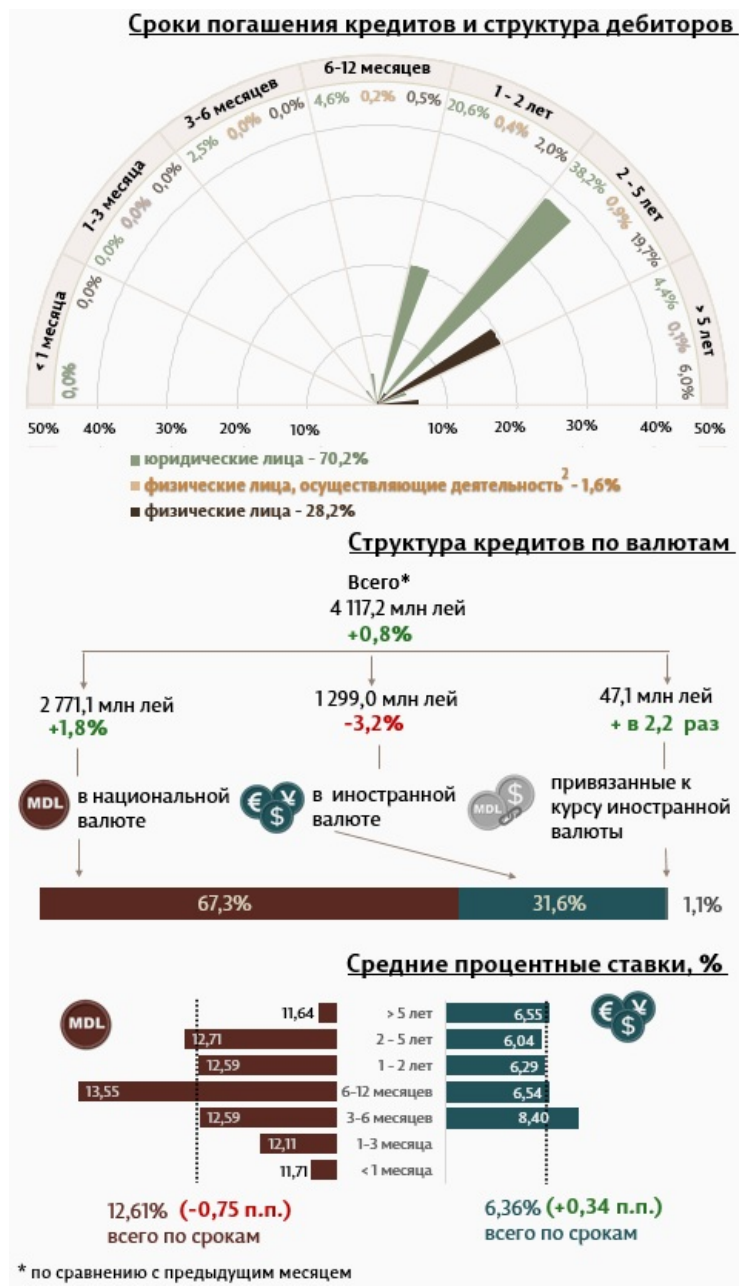 Сроки погашения кредитов и структура дебиторов
< 1 месяца
1-3 месяца
3-6 месяцев
6-12 месяцев
1 - 2 лет
2 - 5 лет
> 5 лет
0,0%
0,0%
0,0%
0,0%
0,0%
2,5%
0,0%
0,0%
4,6%
0,2%
0,5%
20,6%
0,4%
2,0%
38,2%
0,9%
19,7%
4,4%
0,1%
6,0%
50% 40% 30% 20% 10% 10% 20% 30% 40% 50%
юридические лица - 70,2%
физические лица, осуществляющие деятельность2 - 1,6%
физические лица - 28,2%
Структура кредитов по валютам
Всего*
4 117,2 млн лей
+0,8%
2 771,1 млн лей
+1,8%
1 299,0 млн лей
-3,2%
47,1 млн лей
+ в 2,2 раз
MDL
в национальной
валюте
€ ¥ $
в иностранной
валюте
MDL $
привязанные к
курсу иностранной
валюты
67,3% 31,6% 1,1%
Средние процентные ставки, %
MDL
€ ¥ $
11,64 > 5 лет 6,55
12,71 2 - 5 лет 6,04
12,59 1 - 2 лет 6,29
13,55 6-12 месяцев 6,54
12,59 3-6 месяцев 8,40
12,11 1-3 месяца
11,71 < 1 месяца
12,61% (-0,75 п.п.)
всего по срокам
6,36% (+0,34 п.п.)
всего по срокам
* по сравнению с предыдущим месяцем